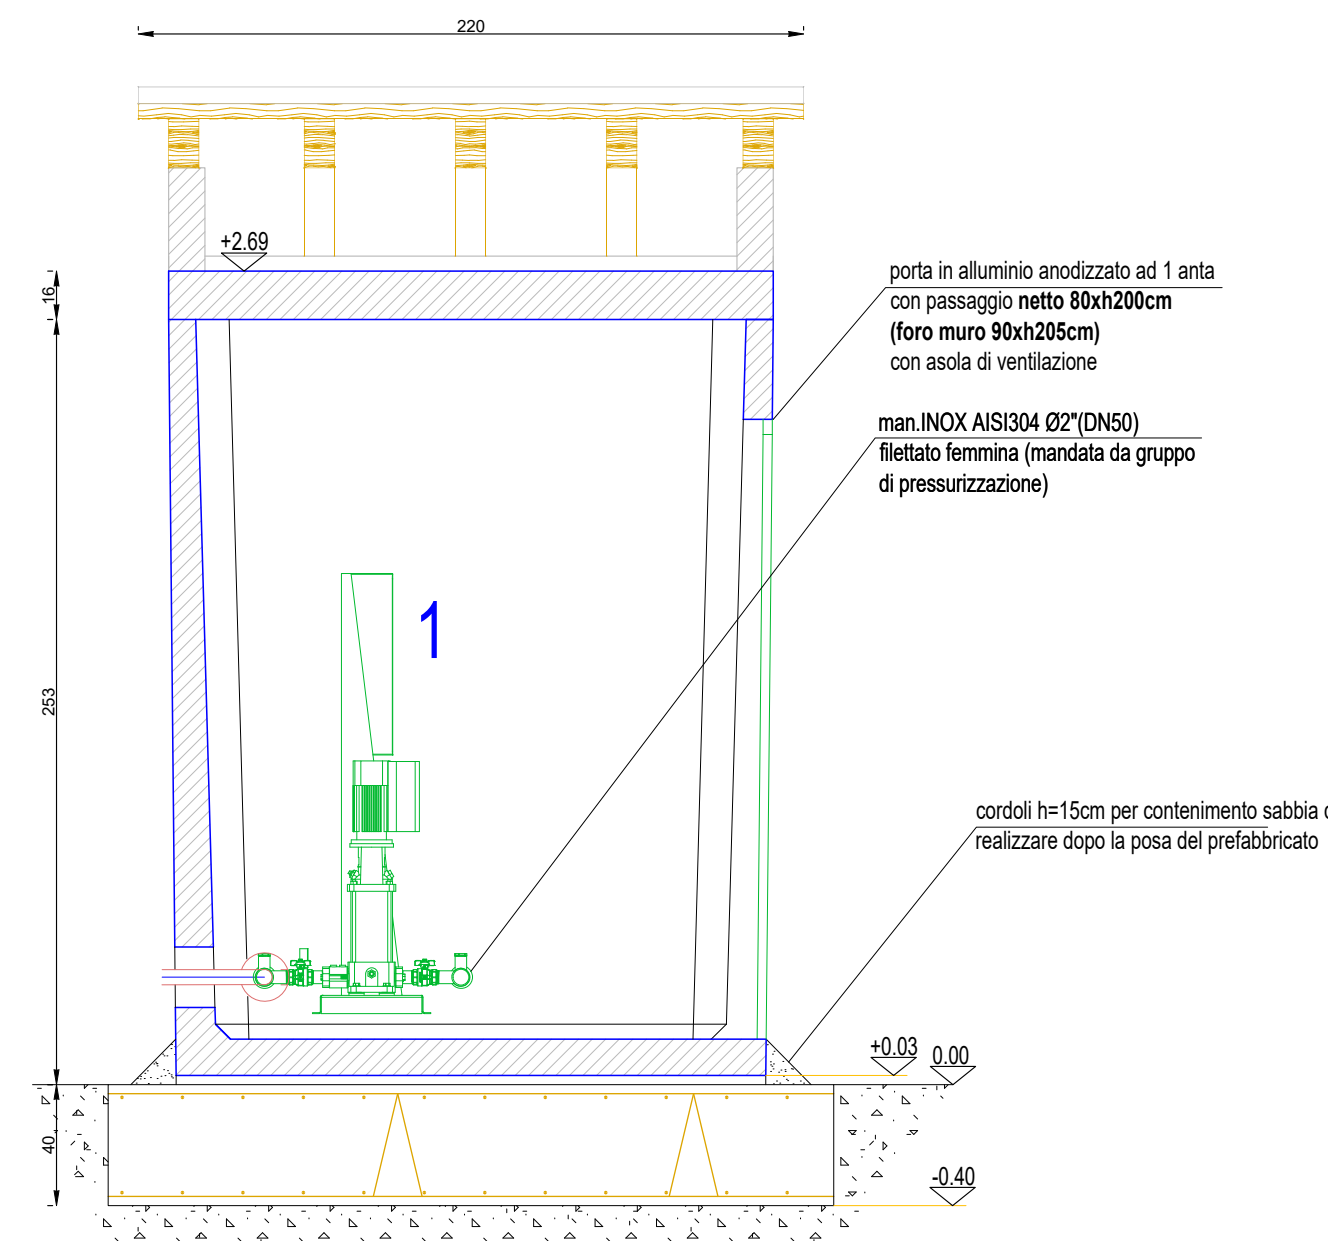 220
+2.69
16
porta in alluminio anodizzato ad 1 anta
con passaggio netto 80xh200cm
(foro muro 90xh205cm)
con asola di ventilazione
man.INOX AISI304 Ø2"(DN50)
filettato femmina (mandata da gruppo
di pressurizzazione)
1
253
cordoli h=15cm per contenimento sabbia
realizzare dopo la posa del prefabbricato
+0.03
0.00
40
-0.40